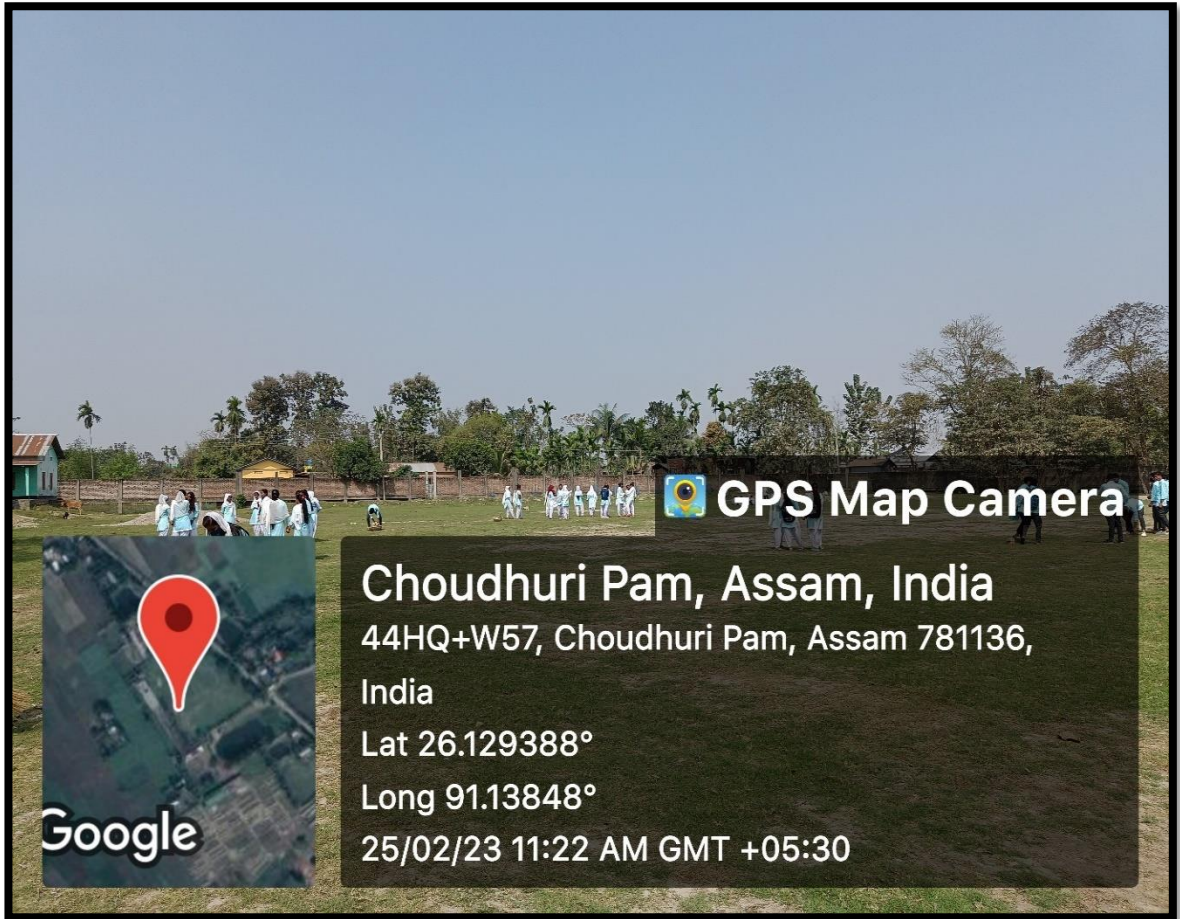 GPS Map Camera
Choudhuri Pam, Assam, India
44HQ+W57, Choudhuri Pam, Assam 781136,
India
Lat 26.129388°
Long 91.13848°
25/02/23 11:22 AM GMT +05:30
Google